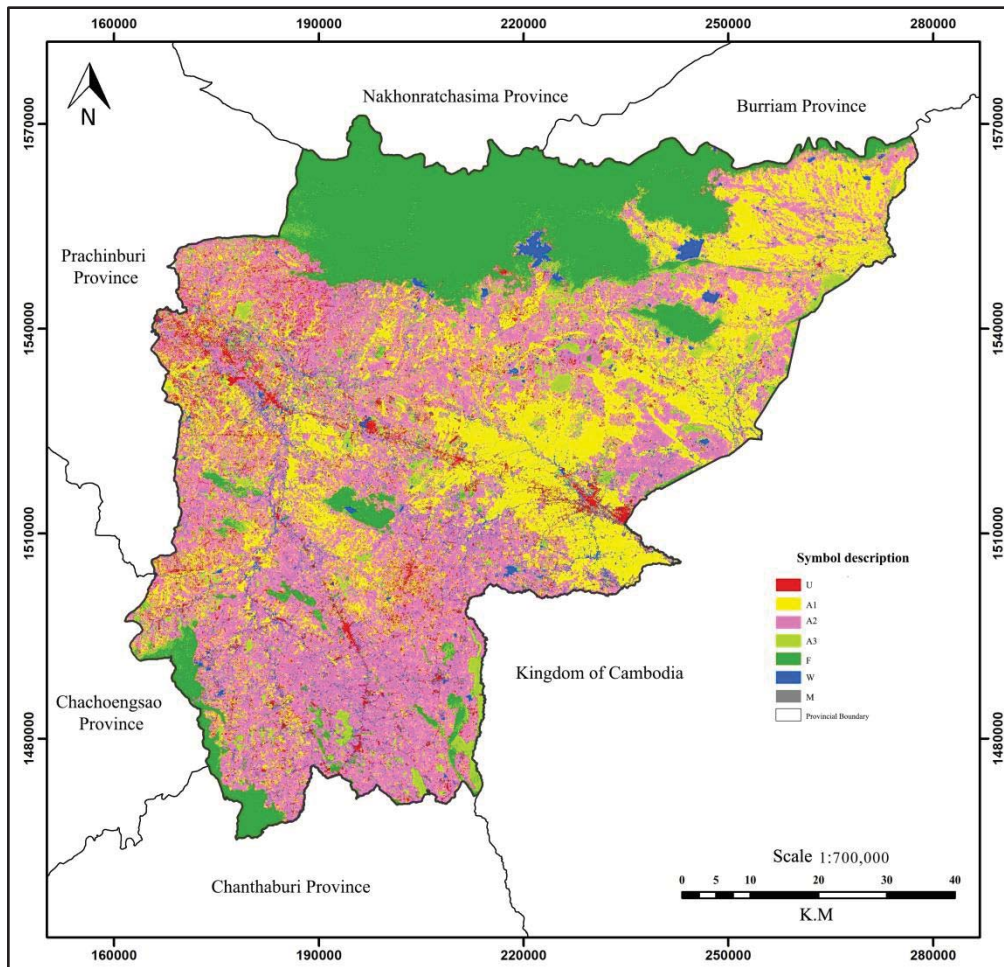 160000 190000 220000 250000 280000
Nakhonratchasima Province
Burriam Province
N
1570000
1570000
Prachinburi
Province
1540000
1540000
1510000
1510000
Symbol description
U
A1
A2
A3
F
W
M
Provincial Boundary
Kingdom of Cambodia
Chachoengsao
Province
1480000
1480000
Scale 1:700,000
0 5 10 20 30 40
K.M
Chanthaburi Province
160000 190000 220000 250000 280000